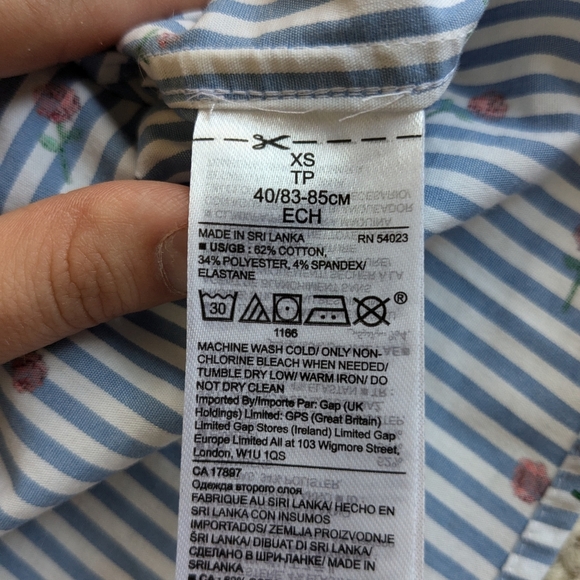 XS
TP
40/83-85CM
ECH
MADE IN SRI LANKA RN 54023
■ US/GB : 62% COTTON,
34% POLYESTER, 4% SPANDEX/
ELASTANE
30 ®
1166
MACHINE WASH COLD/ ONLY NON-
CHLORINE BLEACH WHEN NEEDED/
TUMBLE DRY LOW/ WARM IRON/ DO
NOT DRY CLEAN
Imported By/Importe Par: Gap (UK
Holdings) Limited: GPS (Great Britain)
Limited Gap Stores (Ireland) Limited Gap
Europe Limited All at 103 Wigmore Street,
London, W1U 1QS
CA 17897
Одежда второго слоя
FABRIQUE AU SRI LANKA/ HECHO EN
SRI LANKA CON INSUMOS
IMPORTADOS/ ZEMLJA PROIZVODNJE
ŠRI LANKA/ DIBUAT DI SRI LANKA/
СДЕЛАНО В ШРИ-ЛАНКЕ/ MADE IN
SRILANKA